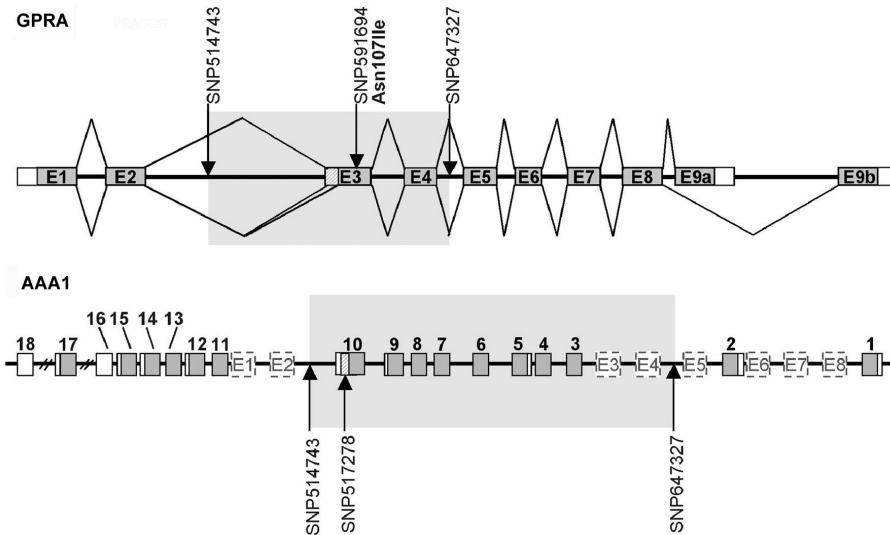 GPRA
SNP514743
SNP591694
Asn107Ile
SNP647327
E1 E2 E3 E4 E5 E6 E7 E8 E9a E9b
AAA1
18 17 16 15 14 13 12 11 10 9 8 7 6 5 4 3 2 1
E1 E2 E3 E4 E5 E6 E7 E8
SNP514743
SNP517278
SNP647327